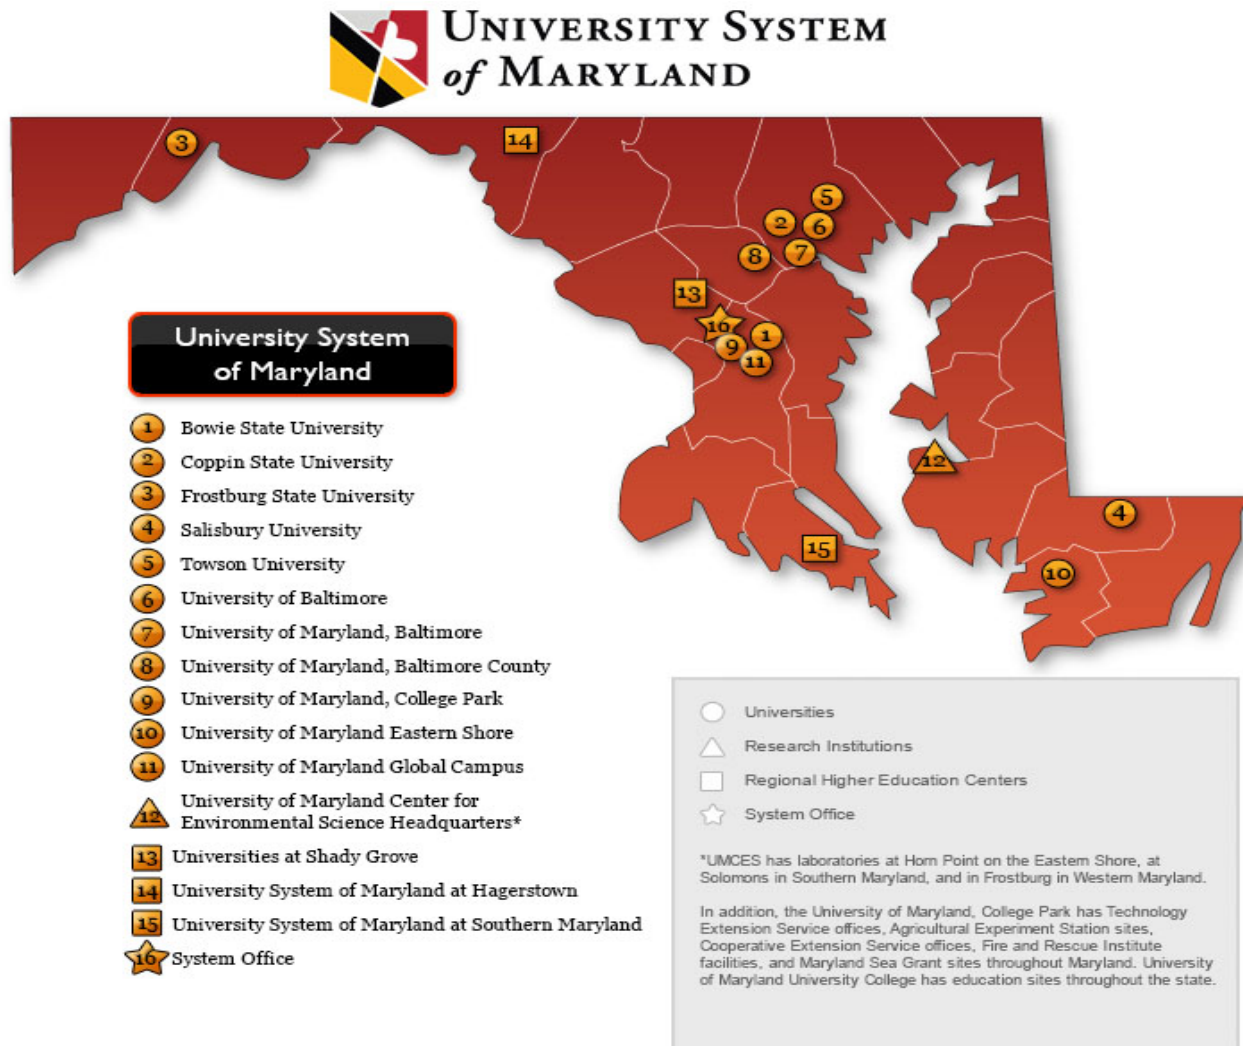 UNIVERSITY SYSTEM
of MARYLAND
3
14
5
2
6
8
7
13
16
1
9
11
12
4
15
10
University System
of Maryland
1 Bowie State University
2 Coppin State University
3 Frostburg State University
4 Salisbury University
5 Towson University
6 University of Baltimore
7 University of Maryland, Baltimore
8 University of Maryland, Baltimore County
9 University of Maryland, College Park
10 University of Maryland Eastern Shore
11 University of Maryland Global Campus
12 University of Maryland Center for
Environmental Science Headquarters*
13 Universities at Shady Grove
14 University System of Maryland at Hagerstown
15 University System of Maryland at Southern Maryland
16 System Office
Universities
Research Institutions
Regional Higher Education Centers
System Office
*UMCES has laboratories at Horn Point on the Eastern Shore, at
Solomons in Southern Maryland, and in Frostburg in Western Maryland.
In addition, the University of Maryland, College Park has Technology
Extension Service offices, Agricultural Experiment Station sites,
Cooperative Extension Service offices, Fire and Rescue Institute
facilities, and Maryland Sea Grant sites throughout Maryland. University
of Maryland University College has education sites throughout the state.